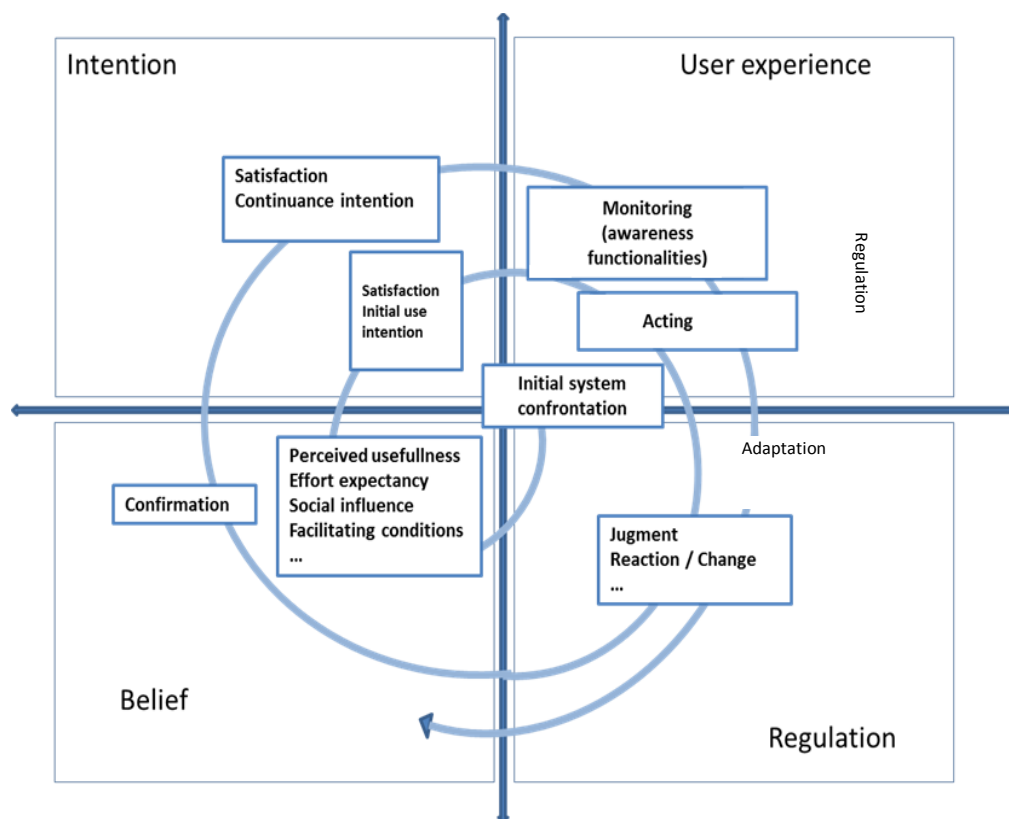 Intention
User experience
Satisfaction
Continuance intention
Monitoring
(awareness
functionalities)
Regulation
Satisfaction
Initial use
intention
Acting
Initial system
confrontation
Perceived usefullness
Effort expectancy
Social influence
Facilitating conditions
...
Adaptation
Confirmation
Jugment
Reaction / Change
...
Belief
Regulation